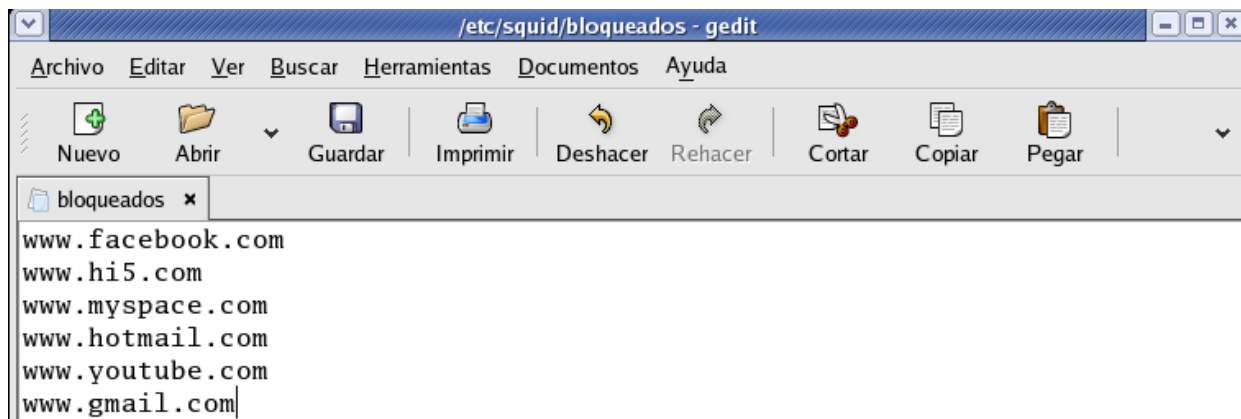 /etc/squid/bloqueados - gedit
Archivo Editar Ver Buscar Herramientas Documentos Ayuda
Nuevo Abrir Guardar Imprimir Deshacer Rehacer Cortar Copiar Pegar
bloqueados
www.facebook.com
www.hi5.com
www.myspace.com
www.hotmail.com
www.youtube.com
www.gmail.com